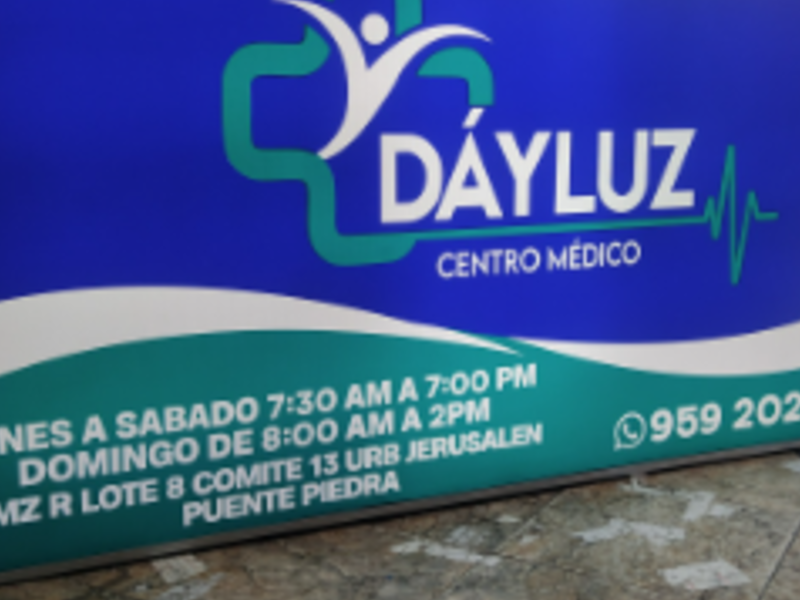 DÁYLUZ
CENTRO MÉDICO
NES A SABADO 7:30 AM A 7:00 PM
DOMINGO DE 8:00 AM A 2PM
MZ R LOTE 8 COMITE 13 URB JERUSALEN
PUENTE PIEDRA
959 202